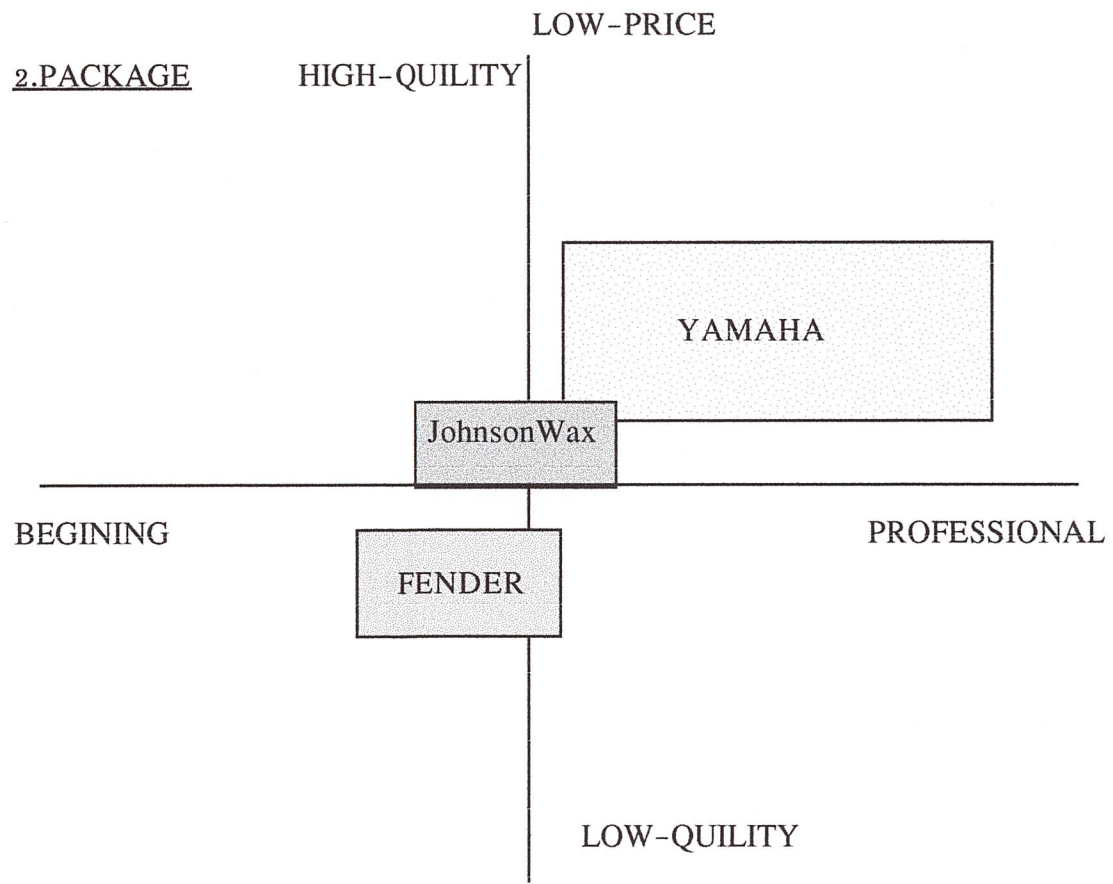 LOW-PRICE
2.PACKAGE
HIGH-QUILITY
YAMAHA
JohnsonWax
BEGINING
PROFESSIONAL
FENDER
LOW-QUILITY